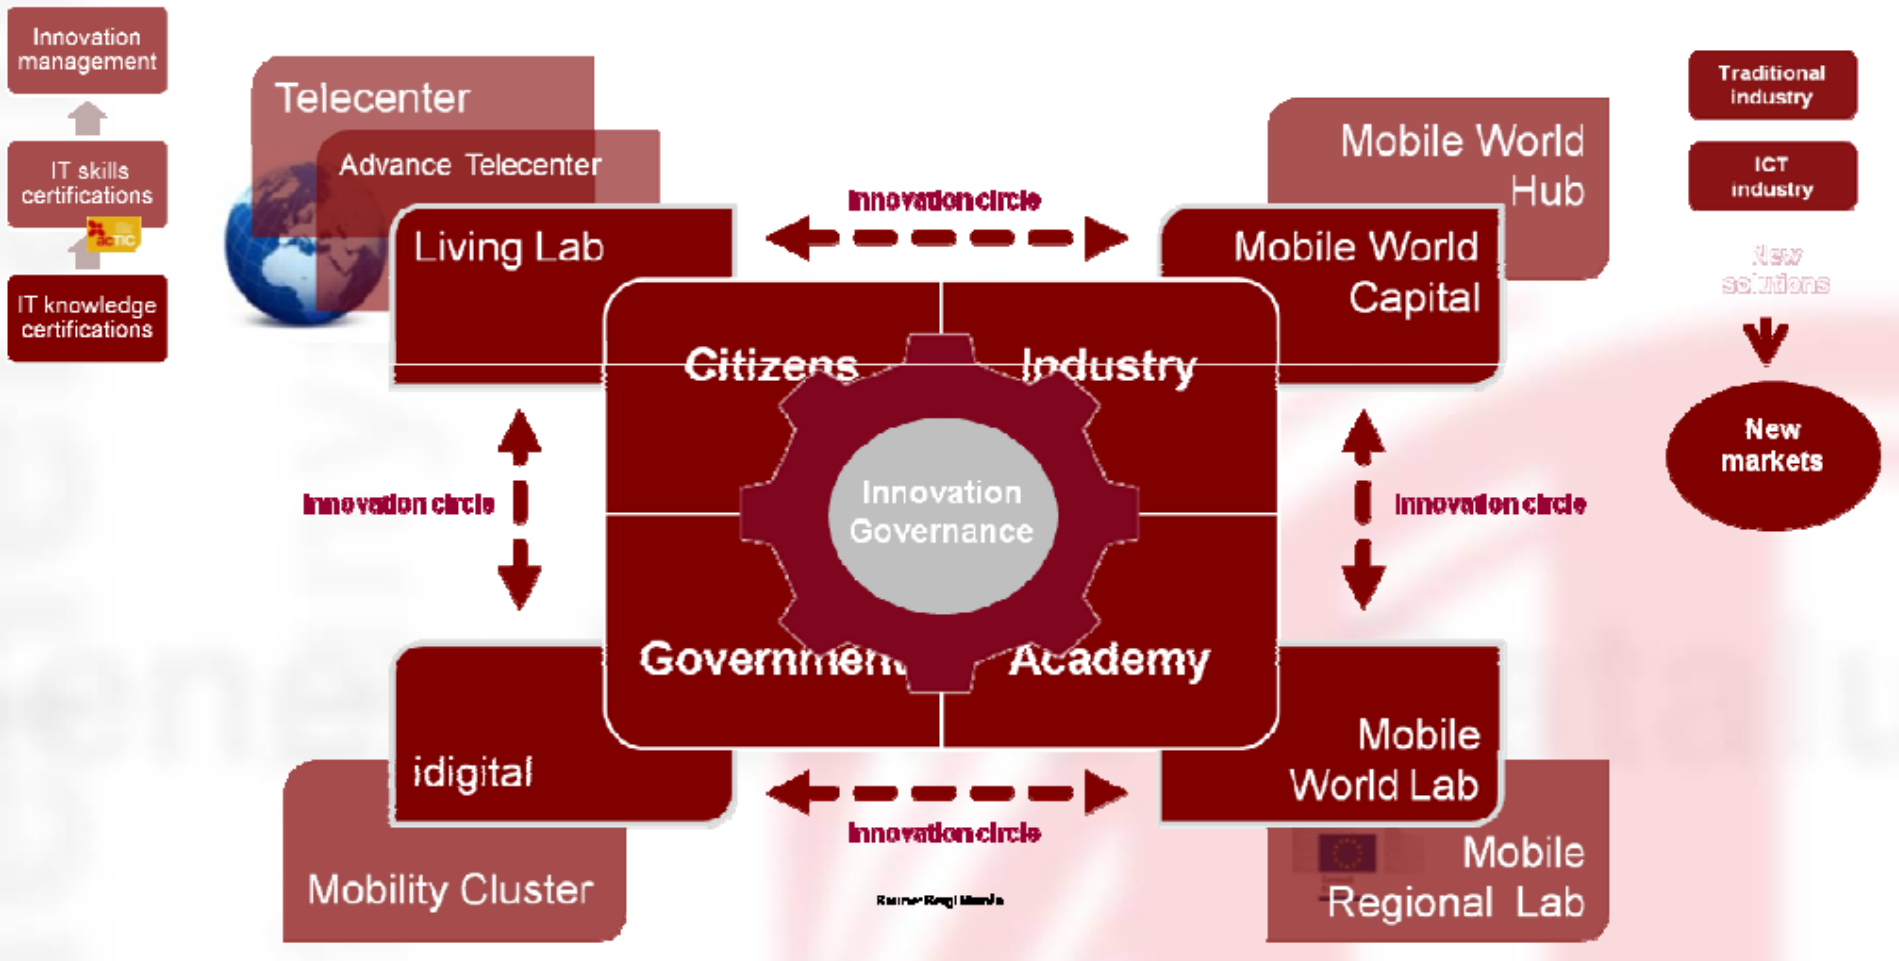 Innovation
management
IT skills
certifications
acTIC
IT knowledge
certifications
Telecenter
Advance Telecenter
Living Lab
Innovation circle
Mobile World
Hub
Mobile World
Capital
Traditional
industry
ICT
industry
New
solutions
New
markets
Citizens
Industry
Innovation circle
Innovation
Governance
Innovation circle
Government
Academy
idigital
Mobility Cluster
Innovation circle
Mobile
World Lab
Mobile
Regional Lab